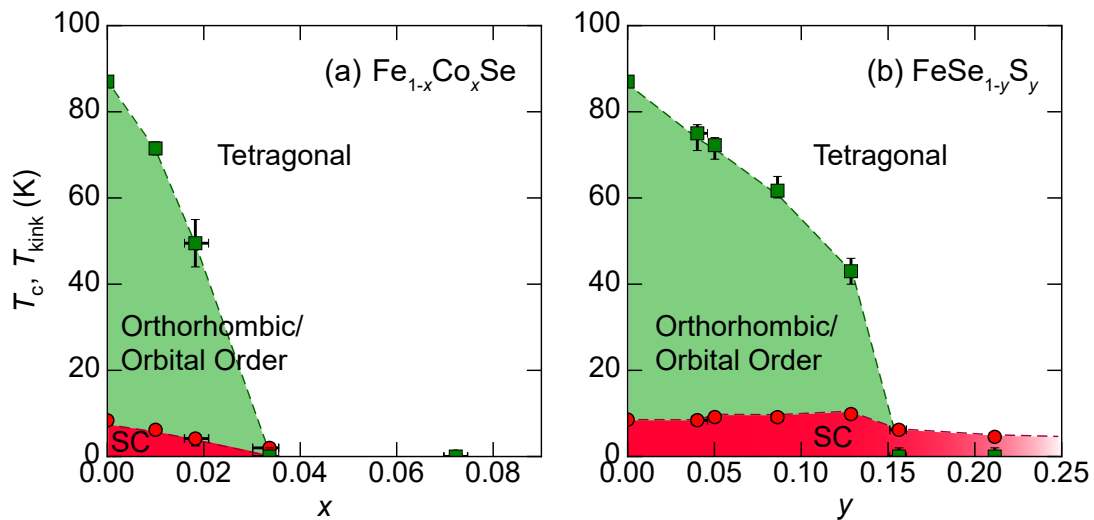 (a) Fe1-xCoxSe
Tetragonal
Orthorhombic/
Orbital Order
SC
100
80
60
40
20
0
Tc, Tkink (K)
0.00 0.02 0.04 0.06 0.08
x
(b) FeSe1-ySy
Tetragonal
Orthorhombic/
Orbital Order
SC
100
80
60
40
20
0
0.00 0.05 0.10 0.15 0.20 0.25
y